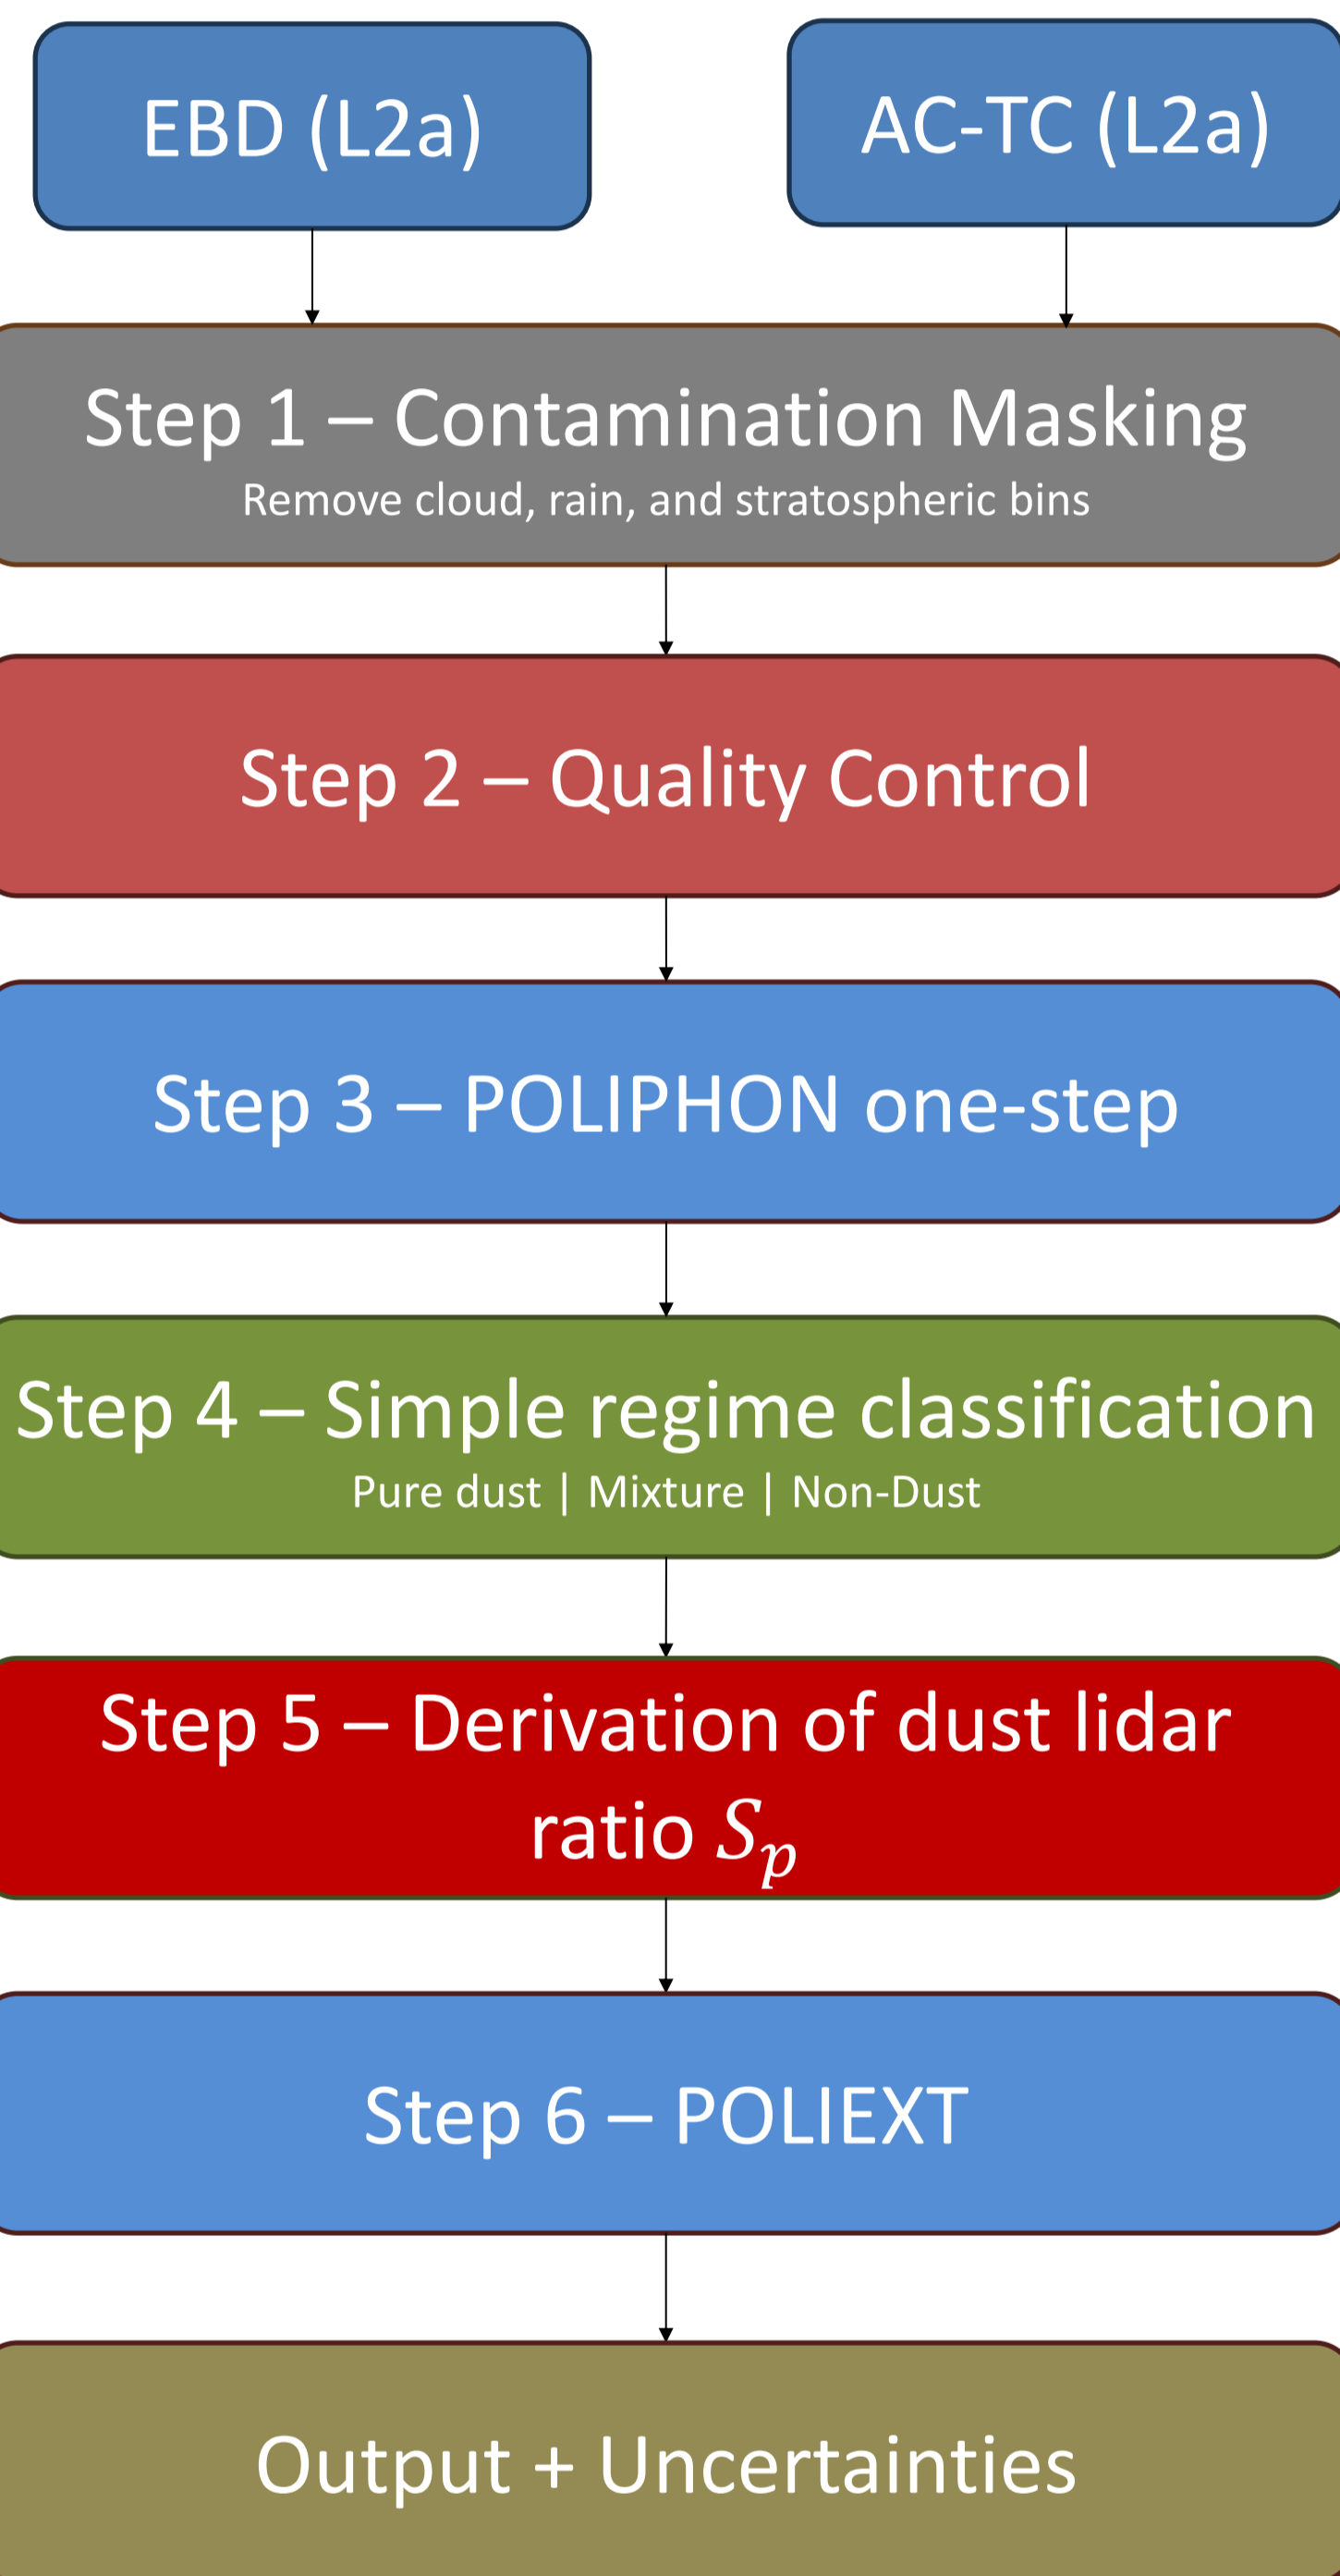 EBD (L2a)
AC-TC (L2a)
Step 1 – Contamination Masking
Remove cloud, rain, and stratospheric bins
Step 2 – Quality Control
Step 3 – POLIPHON one-step
Step 4 – Simple regime classification
Pure dust | Mixture | Non-Dust
Step 5 – Derivation of dust lidar
ratio Sₚ
Step 6 – POLIEXT
Output + Uncertainties